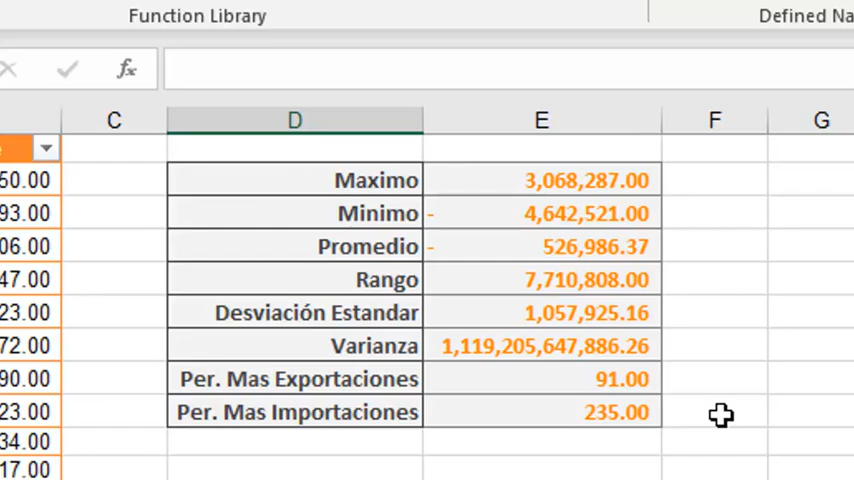 Function Library
Defined Na
fx
C D E F G
e
50.00 Maximo 3,068,287.00
93.00 Minimo - 4,642,521.00
06.00 Promedio - 526,986.37
47.00 Rango 7,710,808.00
23.00 Desviación Estandar 1,057,925.16
72.00 Varianza 1,119,205,647,886.26
90.00 Per. Mas Exportaciones 91.00
23.00 Per. Mas Importaciones 235.00
34.00
17.00